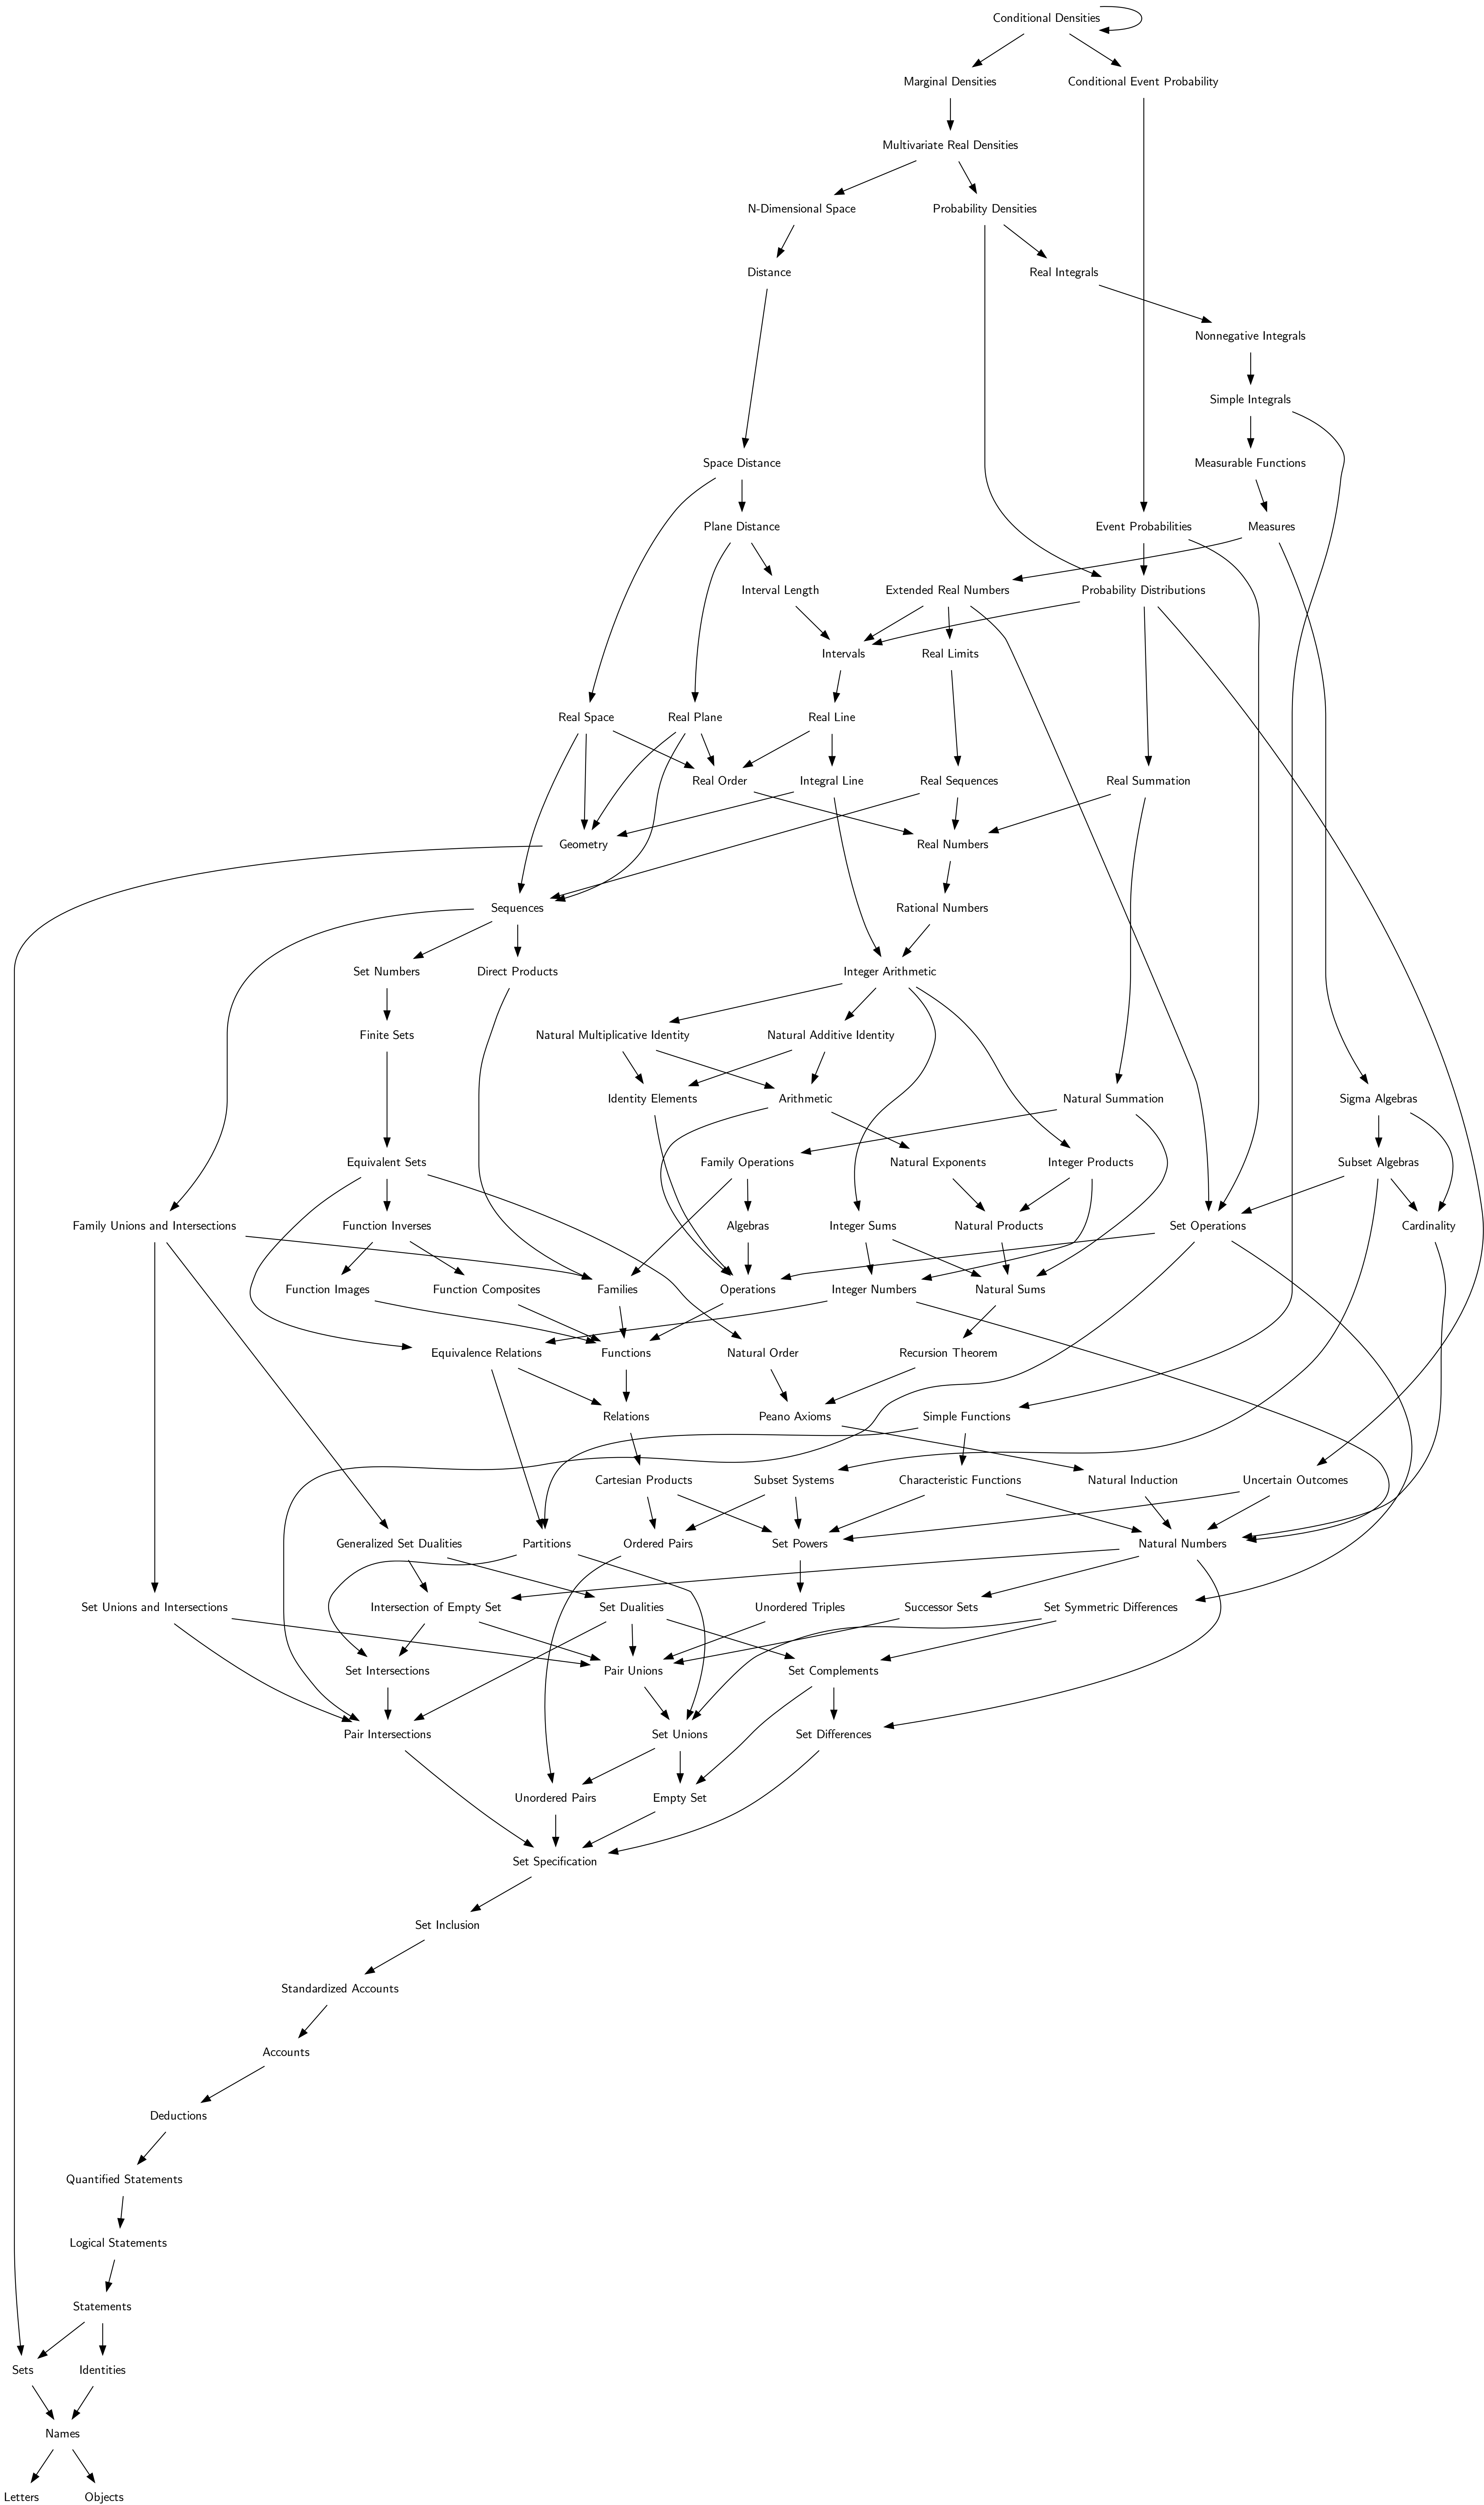 Conditional Densities
Marginal Densities
Conditional Event Probability
Multivariate Real Densities
N-Dimensional Space
Probability Densities
Distance
Real Integrals
Nonnegative Integrals
Simple Integrals
Space Distance
Measurable Functions
Plane Distance
Event Probabilities
Measures
Interval Length
Extended Real Numbers
Probability Distributions
Intervals
Real Limits
Real Space
Real Plane
Real Line
Real Order
Integral Line
Real Sequences
Real Summation
Geometry
Real Numbers
Sequences
Rational Numbers
Set Numbers
Direct Products
Integer Arithmetic
Finite Sets
Natural Multiplicative Identity
Natural Additive Identity
Identity Elements
Arithmetic
Natural Summation
Sigma Algebras
Equivalent Sets
Family Operations
Natural Exponents
Integer Products
Subset Algebras
Family Unions and Intersections
Function Inverses
Algebras
Integer Sums
Natural Products
Set Operations
Cardinality
Function Images
Function Composites
Families
Operations
Integer Numbers
Natural Sums
Equivalence Relations
Functions
Natural Order
Recursion Theorem
Relations
Peano Axioms
Simple Functions
Cartesian Products
Subset Systems
Characteristic Functions
Natural Induction
Uncertain Outcomes
Generalized Set Dualities
Partitions
Ordered Pairs
Set Powers
Natural Numbers
Set Unions and Intersections
Intersection of Empty Set
Set Dualities
Unordered Triples
Successor Sets
Set Symmetric Differences
Set Intersections
Pair Unions
Set Complements
Pair Intersections
Set Unions
Set Differences
Unordered Pairs
Empty Set
Set Specification
Set Inclusion
Standardized Accounts
Accounts
Deductions
Quantified Statements
Logical Statements
Statements
Sets
Identities
Names
Letters
Objects